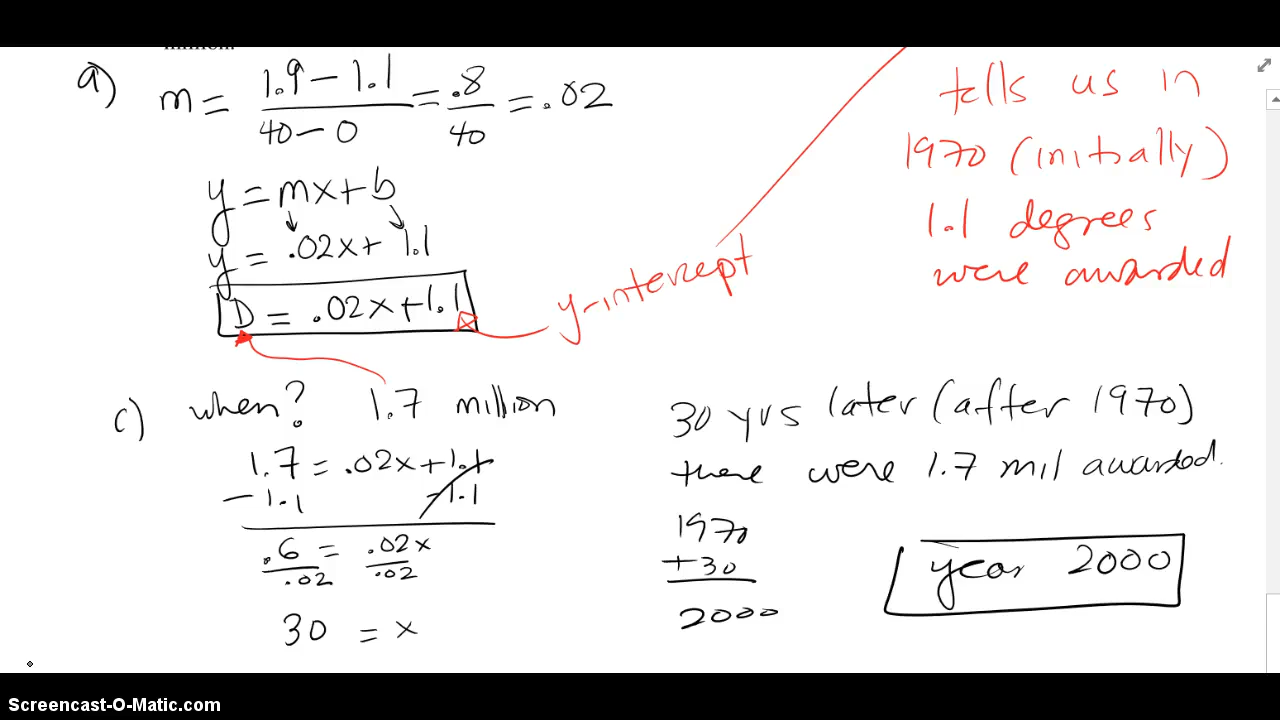 a) m = 1.9 - 1.1 / 40 - 0 = .8 / 40 = .02
y = mx + b
y = .02x + 1.1
D = .02x + 1.1
y-intercept
tells us in
1970 (initially)
1.1 degrees
were awarded
c) when? 1.7 million
1.7 = .02x + 1.1
- 1.1 - 1.1
.6 = .02x
.02 .02
30 = x
30 yrs later (after 1970)
there were 1.7 mil awarded.
1970
+30
2000
year 2000
Screencast-O-Matic.com